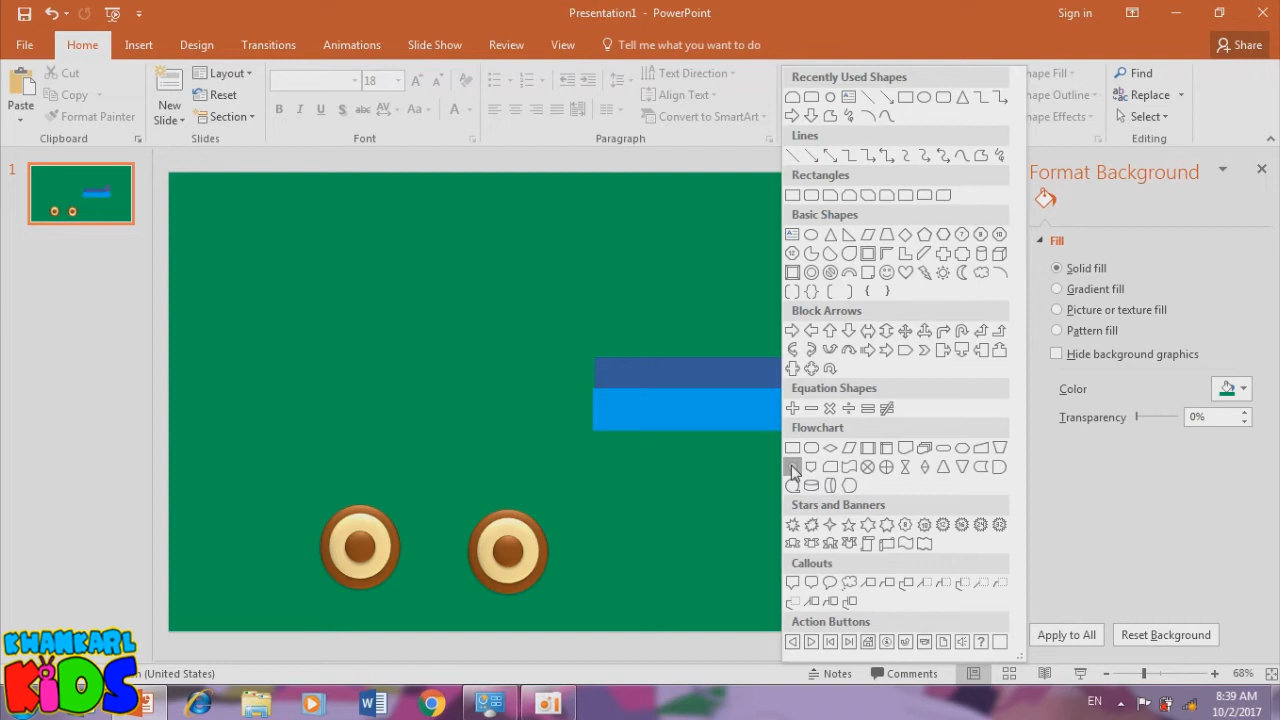 Presentation1 - PowerPoint
Sign in
File
Home
Insert
Design
Transitions
Animations
Slide Show
Review
View
Tell me what you want to do
Share
Paste
Cut
Copy
Format Painter
Clipboard
New
Slide
Layout
Reset
Section
Slides
18
B I U S abc AV Aa A
Font
Text Direction
Align Text
Convert to SmartArt
Paragraph
Recently Used Shapes
Lines
Rectangles
Basic Shapes
Block Arrows
Equation Shapes
Flowchart
Stars and Banners
Callouts
Action Buttons
hape Fill
hape Outline
hape Effects
Find
Replace
Select
Editing
1
Format Background
Fill
Solid fill
Gradient fill
Picture or texture fill
Pattern fill
Hide background graphics
Color
Transparency
0%
Apply to All
Reset Background
n (United States)
Notes
Comments
68%
KWANKARL
KIDS
EN
8:39 AM
10/2/2017